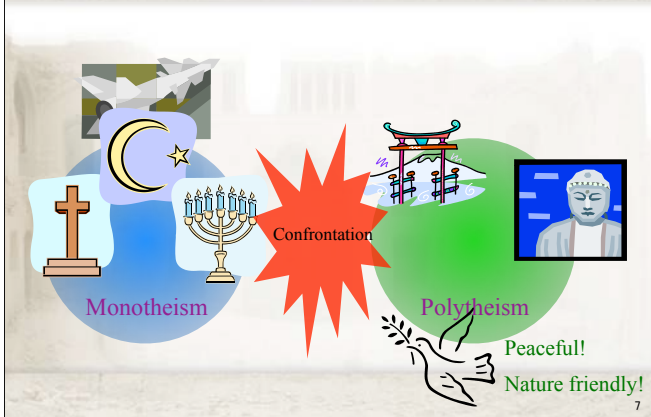 Confrontation
Monotheism
Polytheism
Peaceful!
Nature friendly!
7